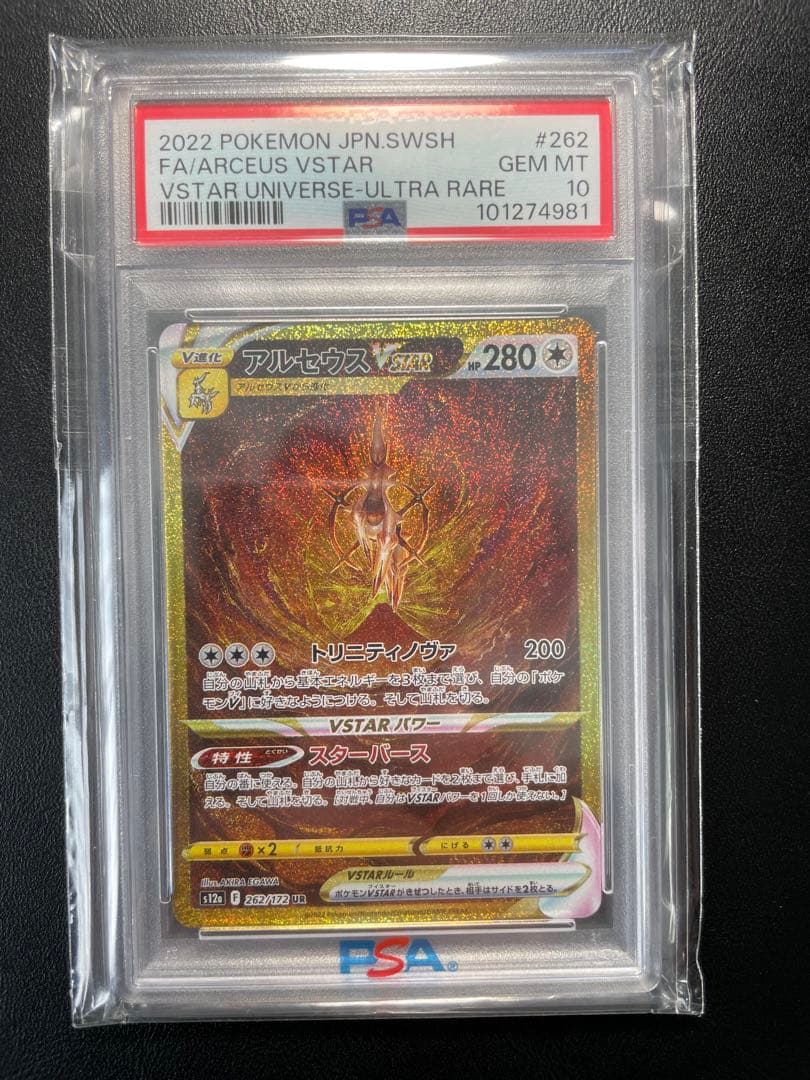 2022 POKEMON JPN.SWSH #262
FA/ARCEUS VSTAR GEM MT
VSTAR UNIVERSE-ULTRA RARE 10
PSA 101274981
V進化 アルセウスVSTAR HP 280
アルセウスVから進化
トリニティノヴァ 200
自分の山札から基本エネルギーを3枚まで選び、自分の「ポケ
モンV」に好きなようにつける。そして山札を切る。
VSTARパワー
特性 スターバース
自分の番に使える。自分の山札から好きなカードを2枚まで選び、手札に加
える。そして山札を切る。[対戦中、自分はVSTARパワーを1回しか使えない。]
弱点 ×2 抵抗力 にげる
VSTARルール
ポケモンVSTARがきぜつしたとき、相手はサイドを2枚とる。
Illus. AKIRA EGAWA
s12a F 262/172 UR
PSA®